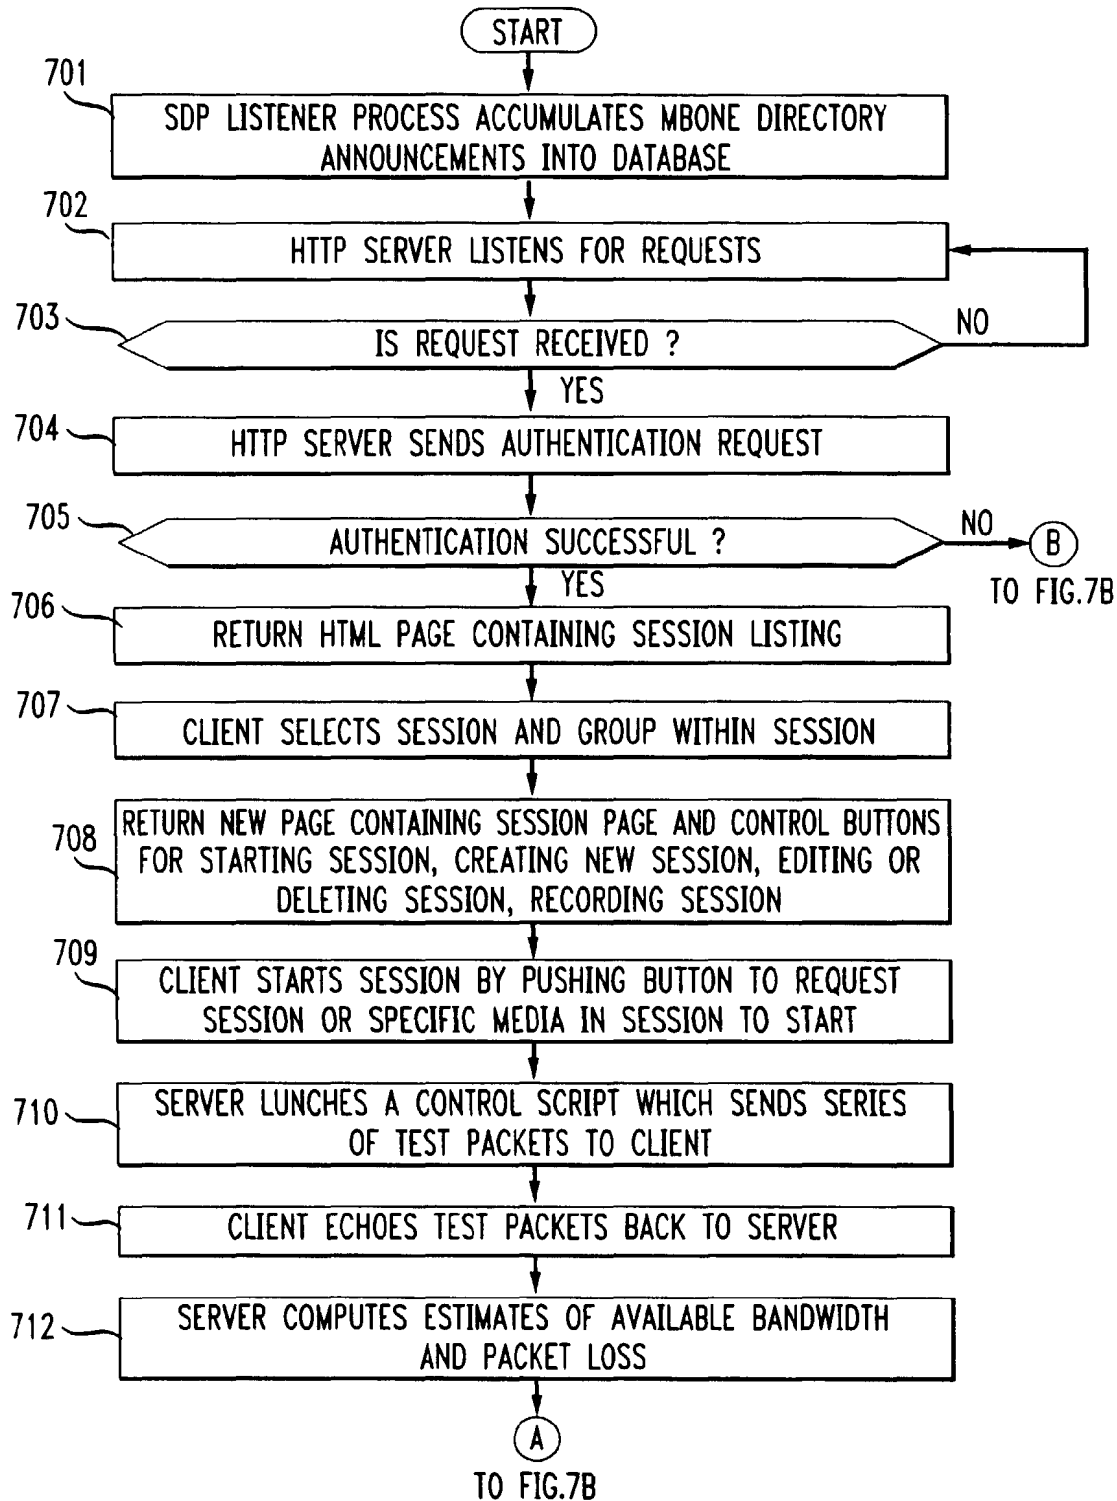 START
701
SDP LISTENER PROCESS ACCUMULATES MBONE DIRECTORY
ANNOUNCEMENTS INTO DATABASE
702
HTTP SERVER LISTENS FOR REQUESTS
703
IS REQUEST RECEIVED ?
NO
YES
704
HTTP SERVER SENDS AUTHENTICATION REQUEST
705
AUTHENTICATION SUCCESSFUL ?
NO
B
TO FIG.7B
YES
706
RETURN HTML PAGE CONTAINING SESSION LISTING
707
CLIENT SELECTS SESSION AND GROUP WITHIN SESSION
708
RETURN NEW PAGE CONTAINING SESSION PAGE AND CONTROL BUTTONS
FOR STARTING SESSION, CREATING NEW SESSION, EDITING OR
DELETING SESSION, RECORDING SESSION
709
CLIENT STARTS SESSION BY PUSHING BUTTON TO REQUEST
SESSION OR SPECIFIC MEDIA IN SESSION TO START
710
SERVER LUNCHES A CONTROL SCRIPT WHICH SENDS SERIES
OF TEST PACKETS TO CLIENT
711
CLIENT ECHOES TEST PACKETS BACK TO SERVER
712
SERVER COMPUTES ESTIMATES OF AVAILABLE BANDWIDTH
AND PACKET LOSS
A
TO FIG.7B